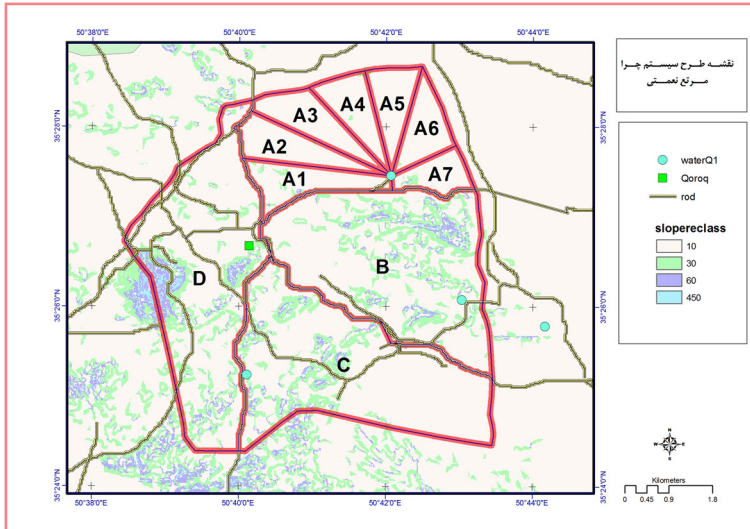 50°38'0"E
50°40'0"E
50°42'0"E
50°44'0"E
نقشه طرح سیستم چرا
مرتع نعمتی
35°28'0"N
35°28'0"N
A1
A2
A3
A4
A5
A6
A7
B
C
D
35°26'0"N
35°26'0"N
35°24'0"N
35°24'0"N
50°38'0"E
50°40'0"E
50°42'0"E
50°44'0"E
waterQ1
Qoroq
rod
slopereclass
10
30
60
450
N
W
E
S
Kilometers
0 0.45 0.9 1.8